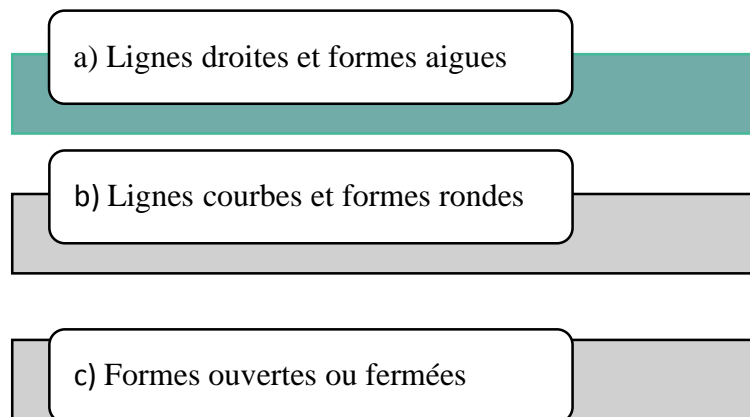 a) Lignes droites et formes aigues
b) Lignes courbes et formes rondes
c) Formes ouvertes ou fermées